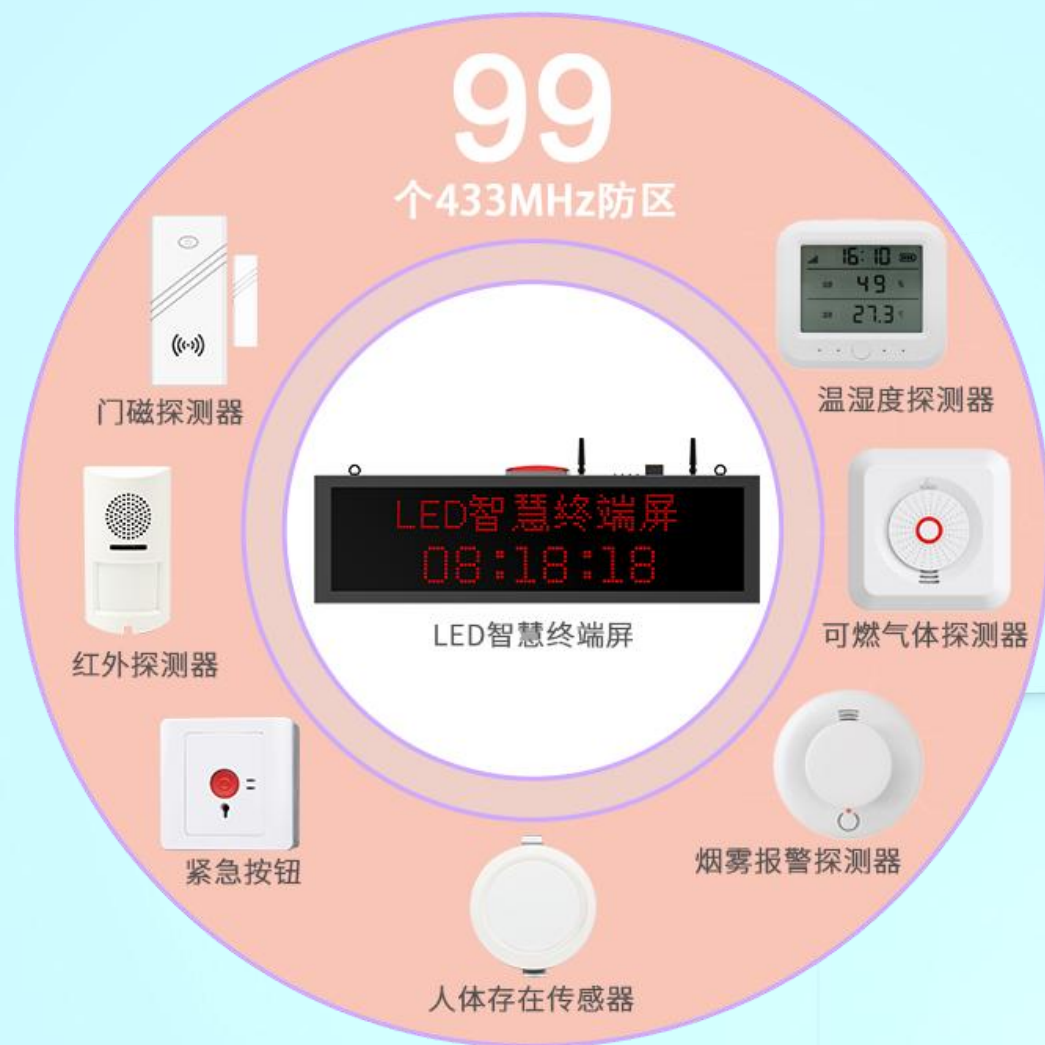 99
个433MHz防区
16:10
49 %
27.3 ℃
门磁探测器
温湿度探测器
LED智慧终端屏
08:18:18
LED智慧终端屏
红外探测器
可燃气体探测器
紧急按钮
烟雾报警探测器
人体存在传感器